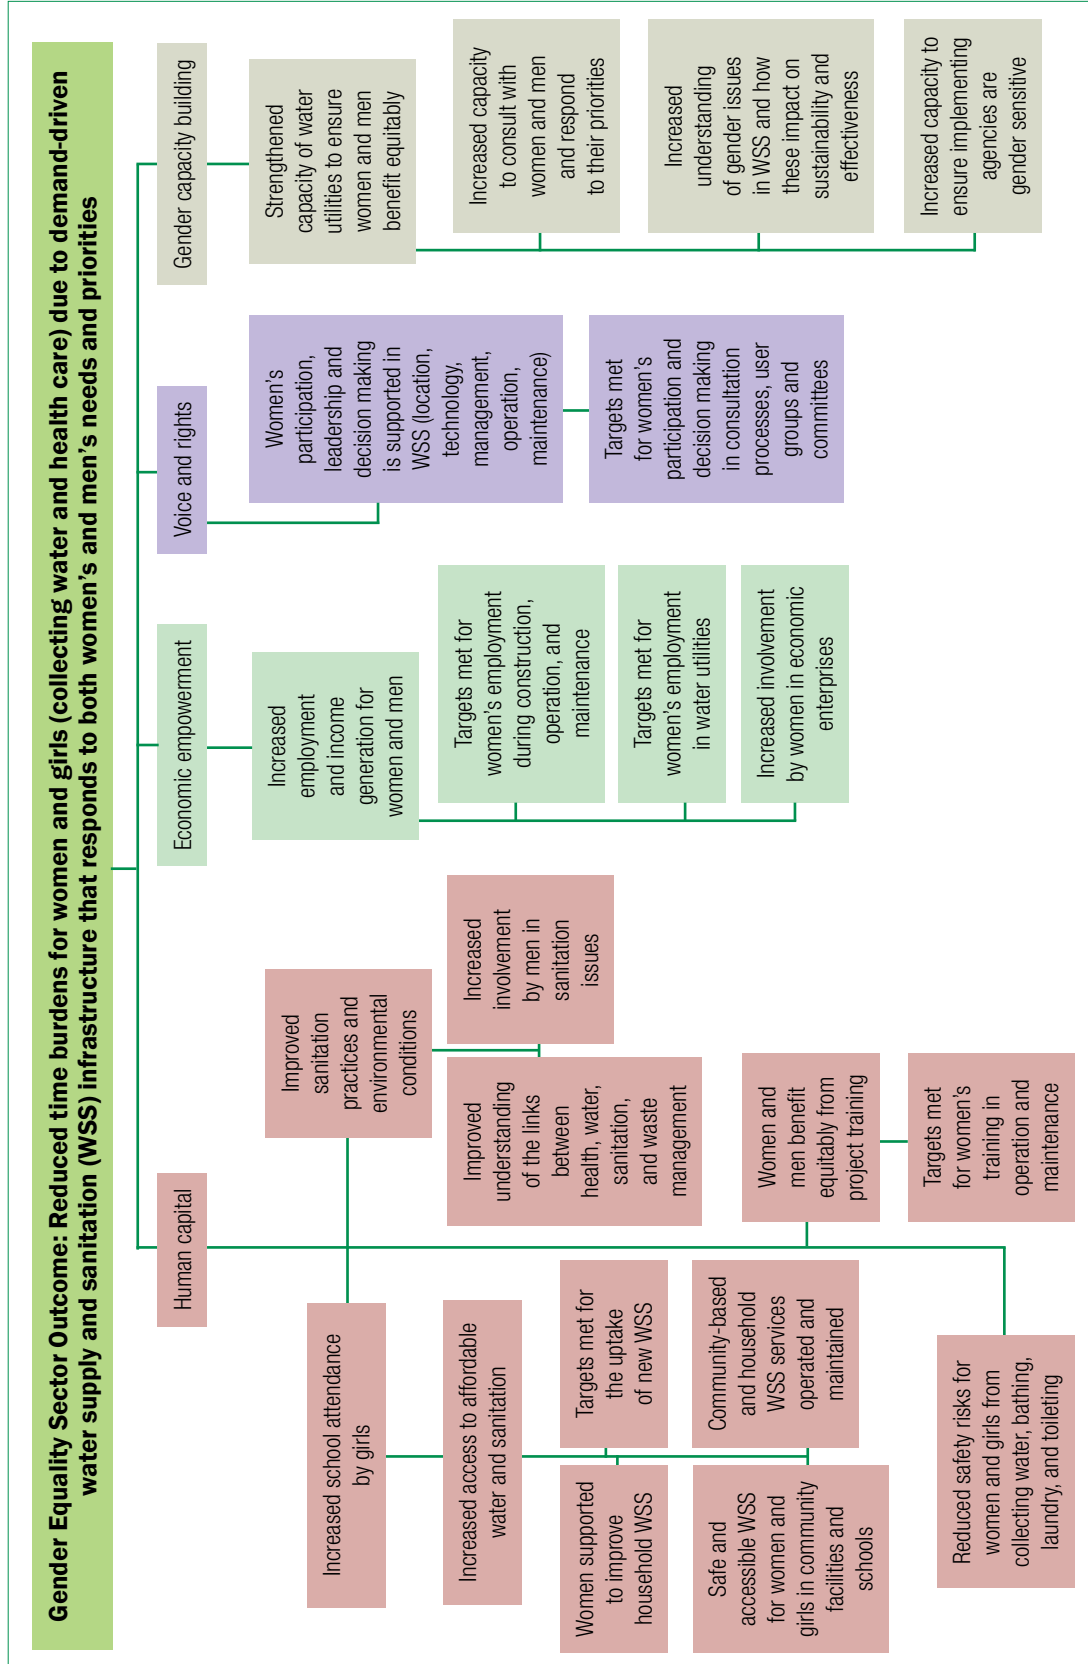 Gender Equality Sector Outcome: Reduced time burdens for women and girls (collecting water and health care) due to demand-driven
water supply and sanitation (WSS) infrastructure that responds to both women's and men's needs and priorities
Human capital
Increased school attendance
by girls
Increased access to affordable
water and sanitation
Women supported
to improve
household WSS
Targets met for
the uptake
of new WSS
Safe and
accessible WSS
for women and
girls in community
facilities and
schools
Community-based
and household
WSS services
operated and
maintained
Reduced safety risks for
women and girls from
collecting water, bathing,
laundry, and toileting
Improved
sanitation
practices and
environmental
conditions
Improved
understanding
of the links
between
health, water,
sanitation,
and waste
management
Increased
involvement
by men in
sanitation
issues
Women and
men benefit
equitably from
project training
Targets met
for women's
training in
operation and
maintenance
Economic empowerment
Increased
employment
and income
generation for
women and men
Targets met for
women's employment
during construction,
operation, and
maintenance
Targets met for
women's employment
in water utilities
Increased involvement
by women in economic
enterprises
Voice and rights
Women's
participation,
leadership and
decision making
is supported in
WSS (location,
technology,
management,
operation,
maintenance)
Targets met
for women's
participation and
decision making
in consultation
processes, user
groups and
committees
Gender capacity building
Strengthened
capacity of water
utilities to ensure
women and men
benefit equitably
Increased capacity
to consult with
women and men
and respond
to their priorities
Increased
understanding
of gender issues
in WSS and how
these impact on
sustainability and
effectiveness
Increased capacity to
ensure implementing
agencies are
gender sensitive